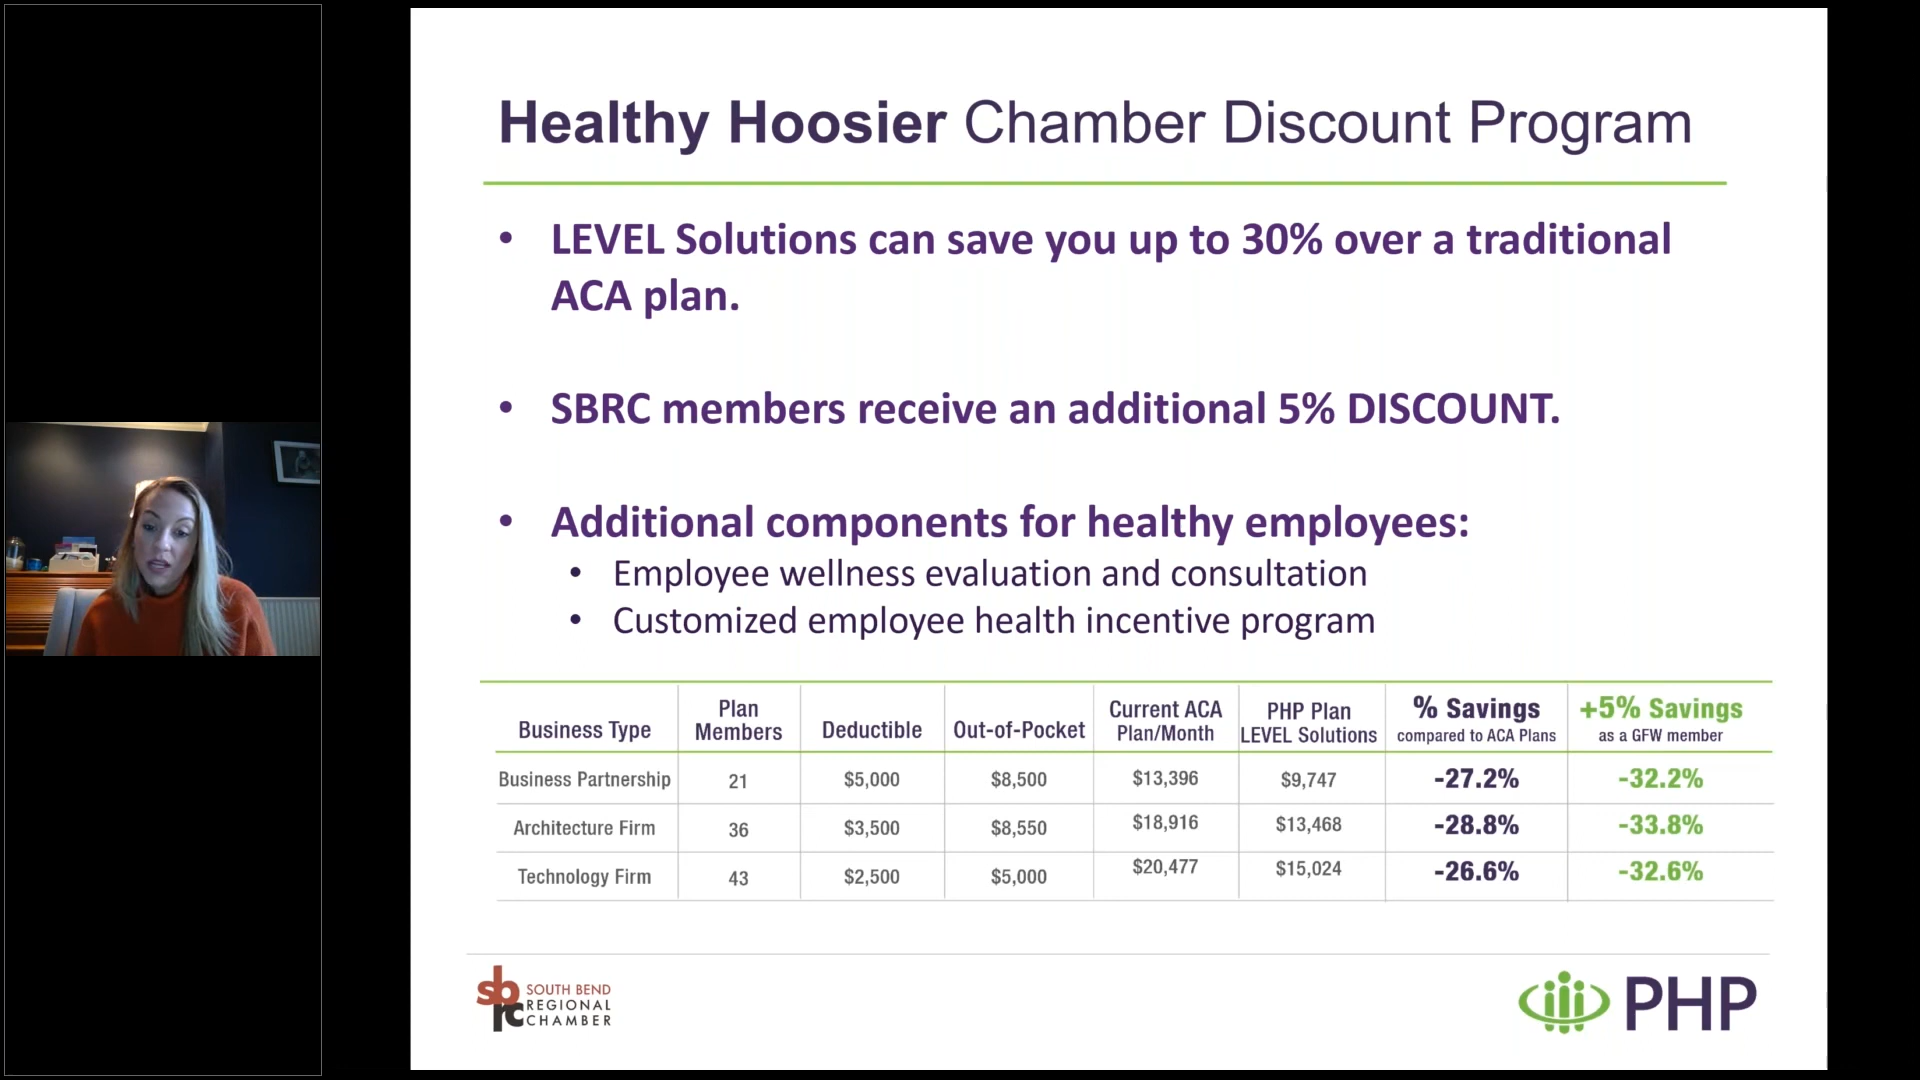 Healthy Hoosier Chamber Discount Program
• LEVEL Solutions can save you up to 30% over a traditional
ACA plan.
• SBRC members receive an additional 5% DISCOUNT.
• Additional components for healthy employees:
• Employee wellness evaluation and consultation
• Customized employee health incentive program
Business Type Plan Members Deductible Out-of-Pocket Current ACA Plan/Month PHP Plan LEVEL Solutions % Savings compared to ACA Plans +5% Savings as a GFW member
Business Partnership 21 $5,000 $8,500 $13,396 $9,747 -27.2% -32.2%
Architecture Firm 36 $3,500 $8,550 $18,916 $13,468 -28.8% -33.8%
Technology Firm 43 $2,500 $5,000 $20,477 $15,024 -26.6% -32.6%
sb rc SOUTH BEND
REGIONAL
CHAMBER
PHP